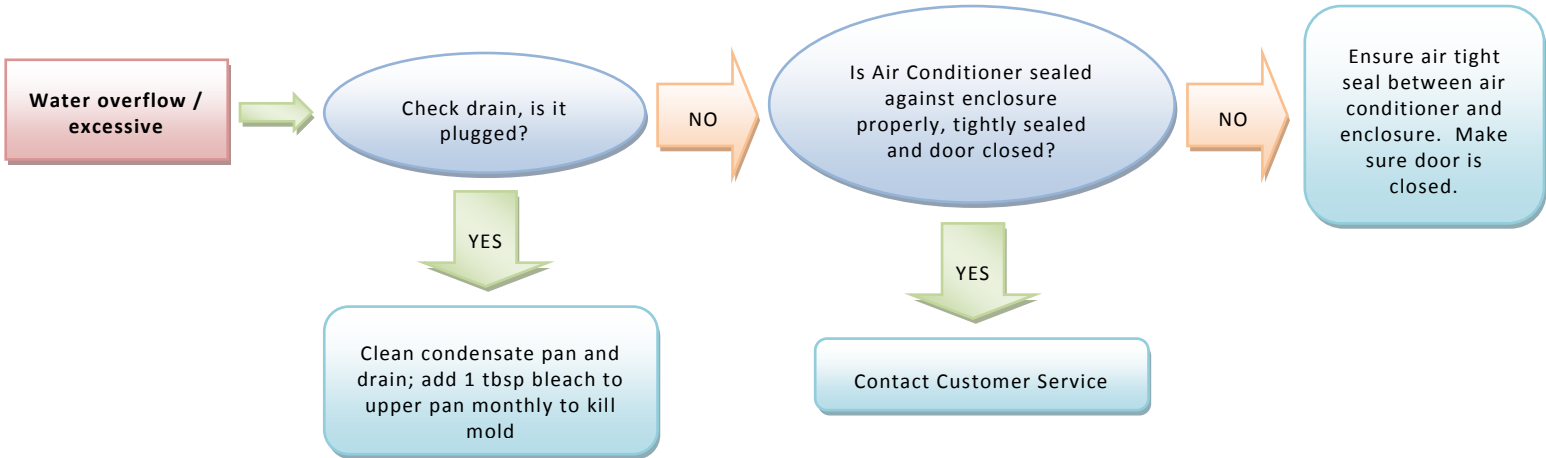 Water overflow /
excessive
Check drain, is it
plugged?
NO
Is Air Conditioner sealed
against enclosure
properly, tightly sealed
and door closed?
NO
Ensure air tight
seal between air
conditioner and
enclosure.  Make
sure door is
closed.
YES
YES
Clean condensate pan and
drain; add 1 tbsp bleach to
upper pan monthly to kill
mold
Contact Customer Service